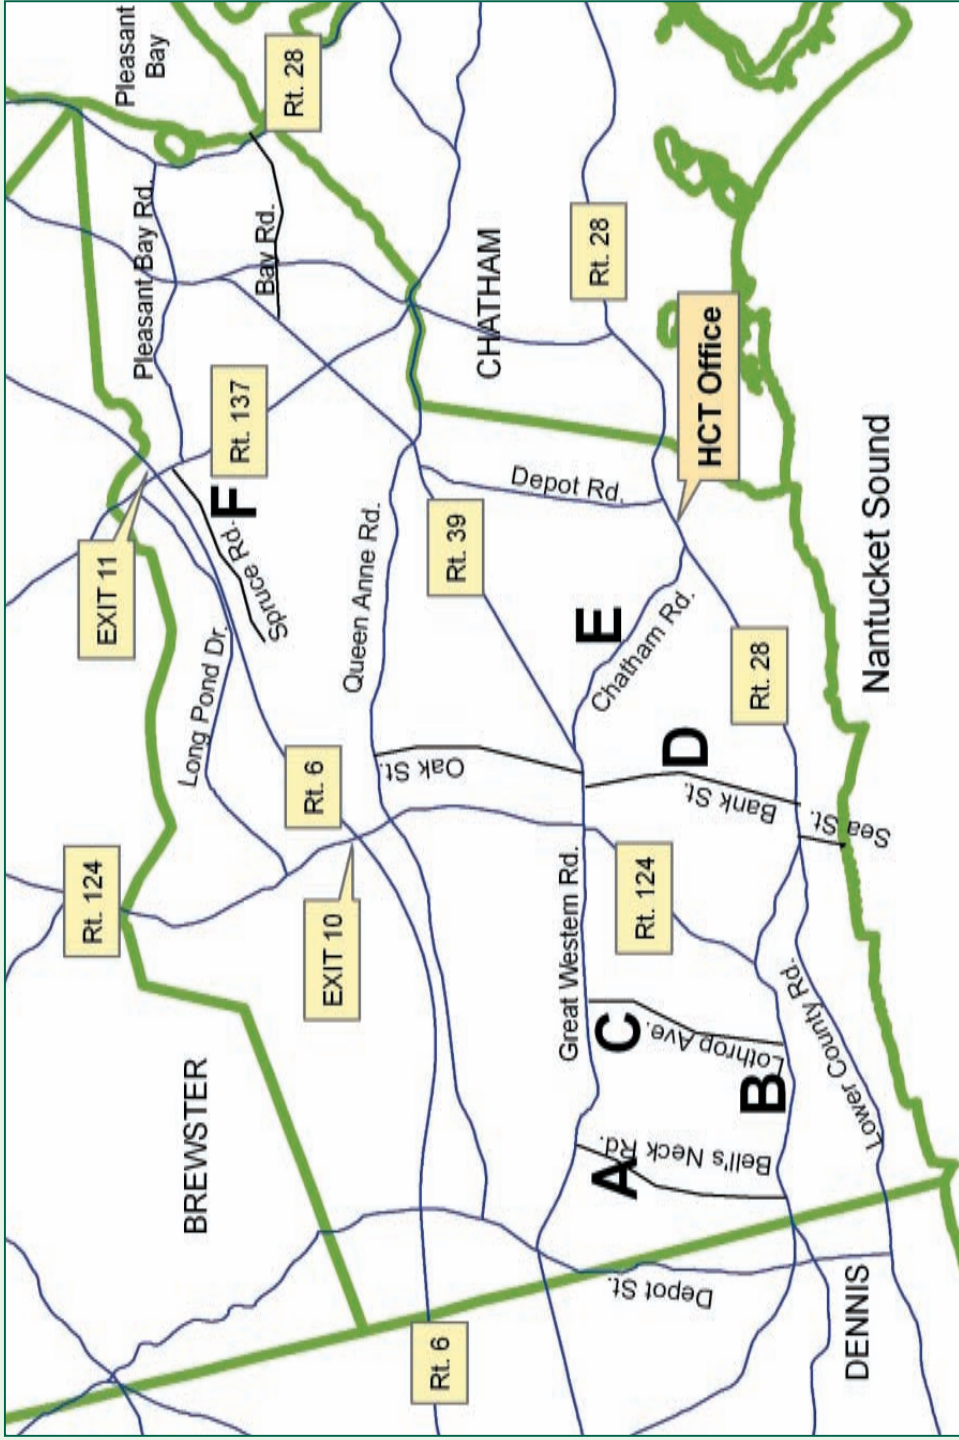 Pleasant
Bay
Rt. 28
Pleasant Bay Rd.
Bay Rd.
Rt. 28
CHATHAM
HCT Office
Rt. 137
EXIT 11
F
Spruce Rd.
Long Pond Dr.
Queen Anne Rd.
Rt. 39
Depot Rd.
E
Chatham Rd.
Rt. 28
Nantucket Sound
Rt. 6
Oak St.
D
Bank St.
Sea St.
Rt. 124
EXIT 10
Great Western Rd.
Rt. 124
C
Lothrop Ave.
B
Lower County Rd.
BREWSTER
A
Bell's Neck Rd.
Depot St.
Rt. 6
DENNIS